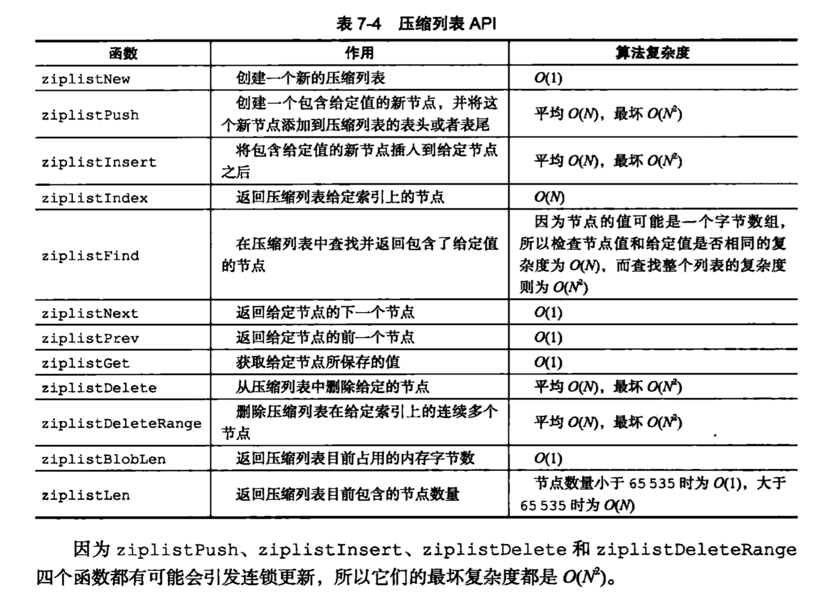 表 7-4 压缩列表 API
函数 作用 算法复杂度
ziplistNew 创建一个新的压缩列表 O(1)
ziplistPush 创建一个包含给定值的新节点，并将这个新节点添加到压缩列表的表头或者表尾 平均 O(N)，最坏 O(N²)
ziplistInsert 将包含给定值的新节点插入到给定节点之后 平均 O(N)，最坏 O(N²)
ziplistIndex 返回压缩列表给定索引上的节点 O(N)
ziplistFind 在压缩列表中查找并返回包含了给定值的节点 因为节点的值可能是一个字节数组，所以检查节点值和给定值是否相同的复杂度为 O(N)，而查找整个列表的复杂度则为 O(N²)
ziplistNext 返回给定节点的下一个节点 O(1)
ziplistPrev 返回给定节点的前一个节点 O(1)
ziplistGet 获取给定节点所保存的值 O(1)
ziplistDelete 从压缩列表中删除给定的节点 平均 O(N)，最坏 O(N²)
ziplistDeleteRange 删除压缩列表在给定索引上的连续多个节点 平均 O(N)，最坏 O(N²)
ziplistBlobLen 返回压缩列表目前占用的内存字节数 O(1)
ziplistLen 返回压缩列表目前包含的节点数量 节点数量小于 65 535 时为 O(1)，大于 65 535 时为 O(N)
因为 ziplistPush、ziplistInsert、ziplistDelete 和 ziplistDeleteRange
四个函数都有可能会引发连锁更新，所以它们的最坏复杂度都是 O(N²)。